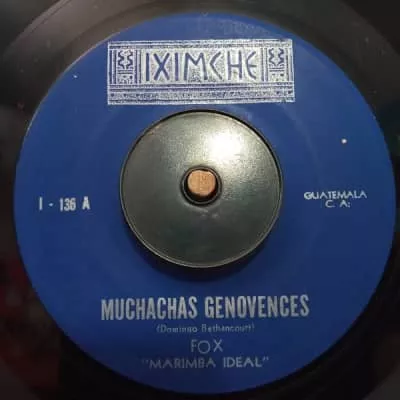 IXIMCHE
I - 136 A
GUATEMALA
C. A.
MUCHACHAS GENOVENCES
(Domingo Bethancourt)
FOX
"MARIMBA IDEAL"